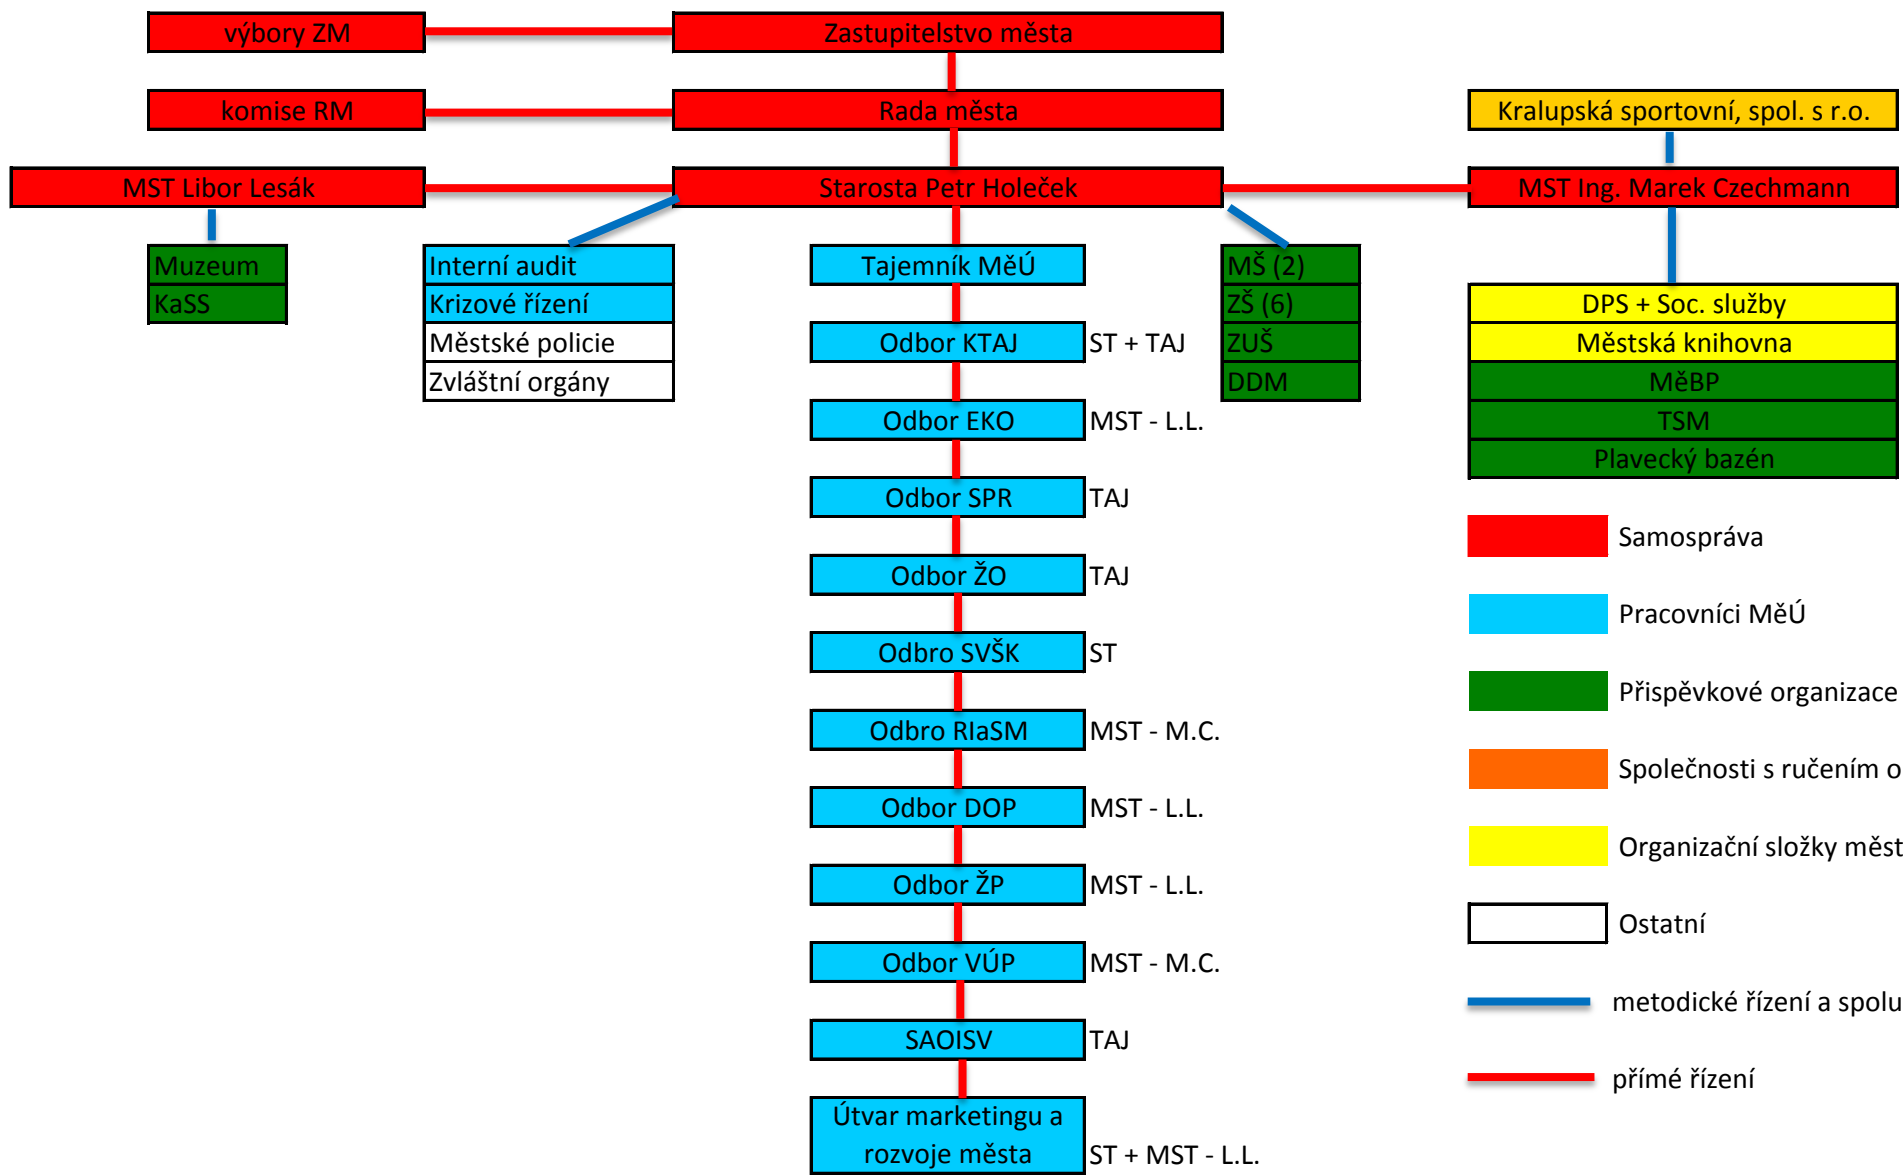 výbory ZM
Zastupitelstvo města
komise RM
Rada města
Kralupská sportovní, spol. s r.o.
MST Libor Lesák
Starosta Petr Holeček
MST Ing. Marek Czechmann
Muzeum
KaSS
Interní audit
Krizové řízení
Městské policie
Zvláštní orgány
Tajemník MěÚ
MŠ (2)
ZŠ (6)
ZUŠ
DDM
DPS + Soc. služby
Městská knihovna
MěBP
TSM
Plavecký bazén
Odbor KTAJ
ST + TAJ
Odbor EKO
MST - L.L.
Odbor SPR
TAJ
Odbor ŽO
TAJ
Odbro SVŠK
ST
Odbro RIaSM
MST - M.C.
Odbor DOP
MST - L.L.
Odbor ŽP
MST - L.L.
Odbor VÚP
MST - M.C.
SAOISV
TAJ
Útvar marketingu a
rozvoje města
ST + MST - L.L.
Samospráva
Pracovníci MěÚ
Přispěvkové organizace
Společnosti s ručením o
Organizační složky měst
Ostatní
metodické řízení a spolu
přímé řízení